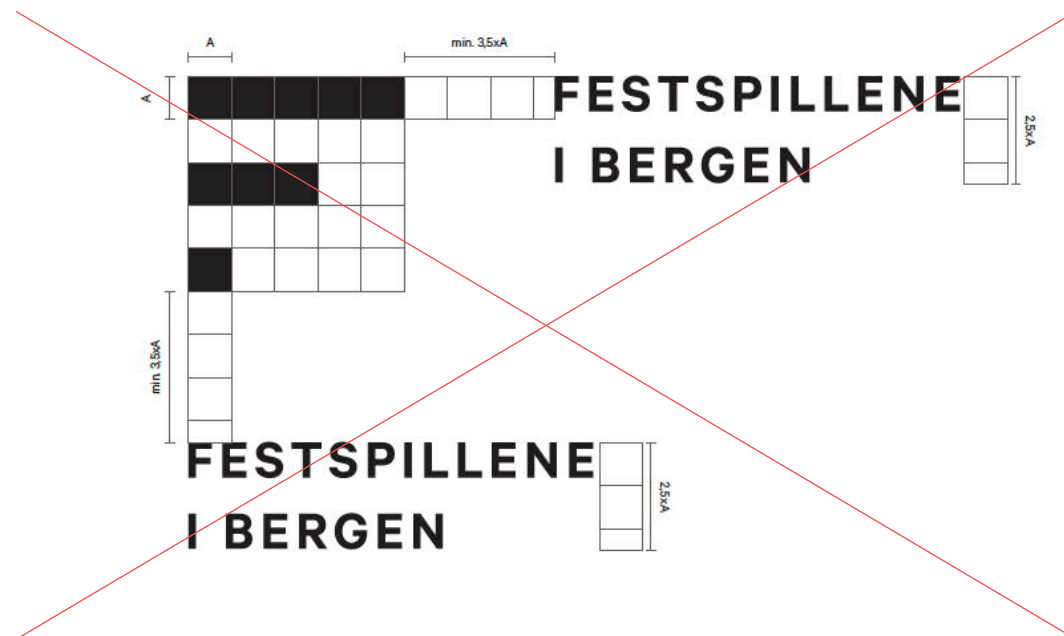 A
min. 3,5xA
A
FESTSPILLENE
I BERGEN
2,5xA
min. 3,5xA
FESTSPILLENE
I BERGEN
2,5xA